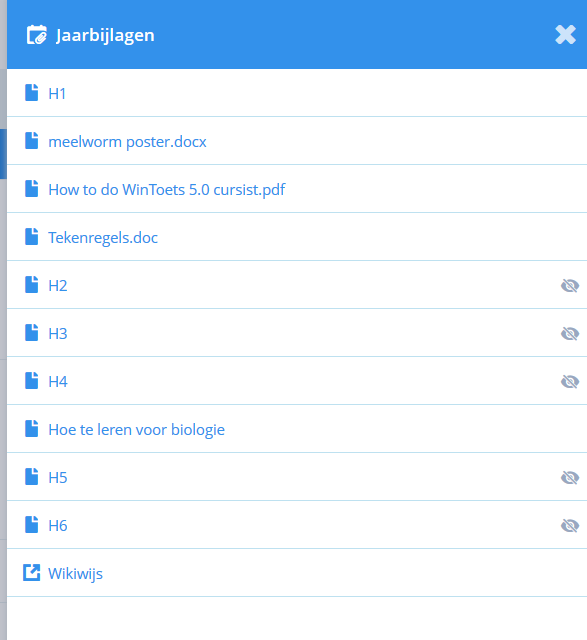 Jaarbijlagen
H1
meelworm poster.docx
How to do WinToets 5.0 cursist.pdf
Tekenregels.doc
H2
H3
H4
Hoe te leren voor biologie
H5
H6
Wikiwijs